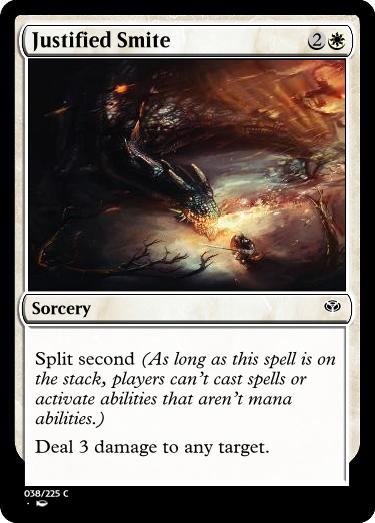 Justified Smite 2
Sorcery
Split second (As long as this spell is on
the stack, players can't cast spells or
activate abilities that aren't mana
abilities.)
Deal 3 damage to any target.
038/225 C